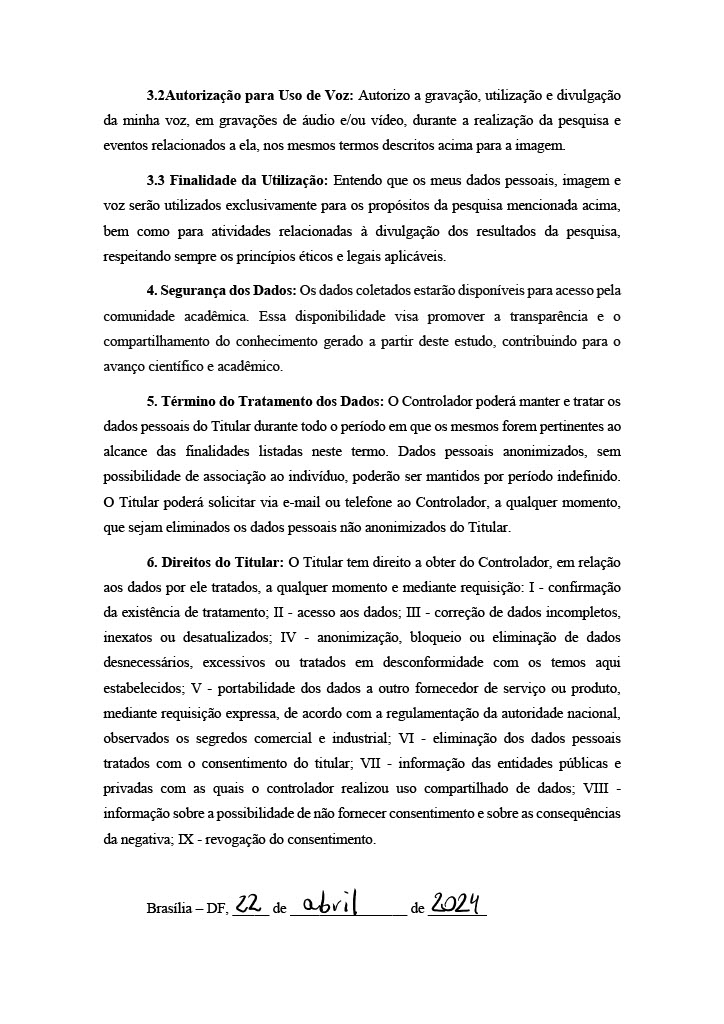 3.2Autorização para Uso de Voz: Autorizo a gravação, utilização e divulgação
da minha voz, em gravações de áudio e/ou vídeo, durante a realização da pesquisa e
eventos relacionados a ela, nos mesmos termos descritos acima para a imagem.
3.3 Finalidade da Utilização: Entendo que os meus dados pessoais, imagem e
voz serão utilizados exclusivamente para os propósitos da pesquisa mencionada acima,
bem como para atividades relacionadas à divulgação dos resultados da pesquisa,
respeitando sempre os princípios éticos e legais aplicáveis.
4. Segurança dos Dados: Os dados coletados estarão disponíveis para acesso pela
comunidade acadêmica. Essa disponibilidade visa promover a transparência e o
compartilhamento do conhecimento gerado a partir deste estudo, contribuindo para o
avanço científico e acadêmico.
5. Término do Tratamento dos Dados: O Controlador poderá manter e tratar os
dados pessoais do Titular durante todo o período em que os mesmos forem pertinentes ao
alcance das finalidades listadas neste termo. Dados pessoais anonimizados, sem
possibilidade de associação ao indivíduo, poderão ser mantidos por período indefinido.
O Titular poderá solicitar via e-mail ou telefone ao Controlador, a qualquer momento,
que sejam eliminados os dados pessoais não anonimizados do Titular.
6. Direitos do Titular: O Titular tem direito a obter do Controlador, em relação
aos dados por ele tratados, a qualquer momento e mediante requisição: I - confirmação
da existência de tratamento; II - acesso aos dados; III - correção de dados incompletos,
inexatos ou desatualizados; IV - anonimização, bloqueio ou eliminação de dados
desnecessários, excessivos ou tratados em desconformidade com os temos aqui
estabelecidos; V - portabilidade dos dados a outro fornecedor de serviço ou produto,
mediante requisição expressa, de acordo com a regulamentação da autoridade nacional,
observados os segredos comercial e industrial; VI - eliminação dos dados pessoais
tratados com o consentimento do titular; VII - informação das entidades públicas e
privadas com as quais o controlador realizou uso compartilhado de dados; VIII -
informação sobre a possibilidade de não fornecer consentimento e sobre as consequências
da negativa; IX - revogação do consentimento.
Brasília – DF, 22 de abril de 2024